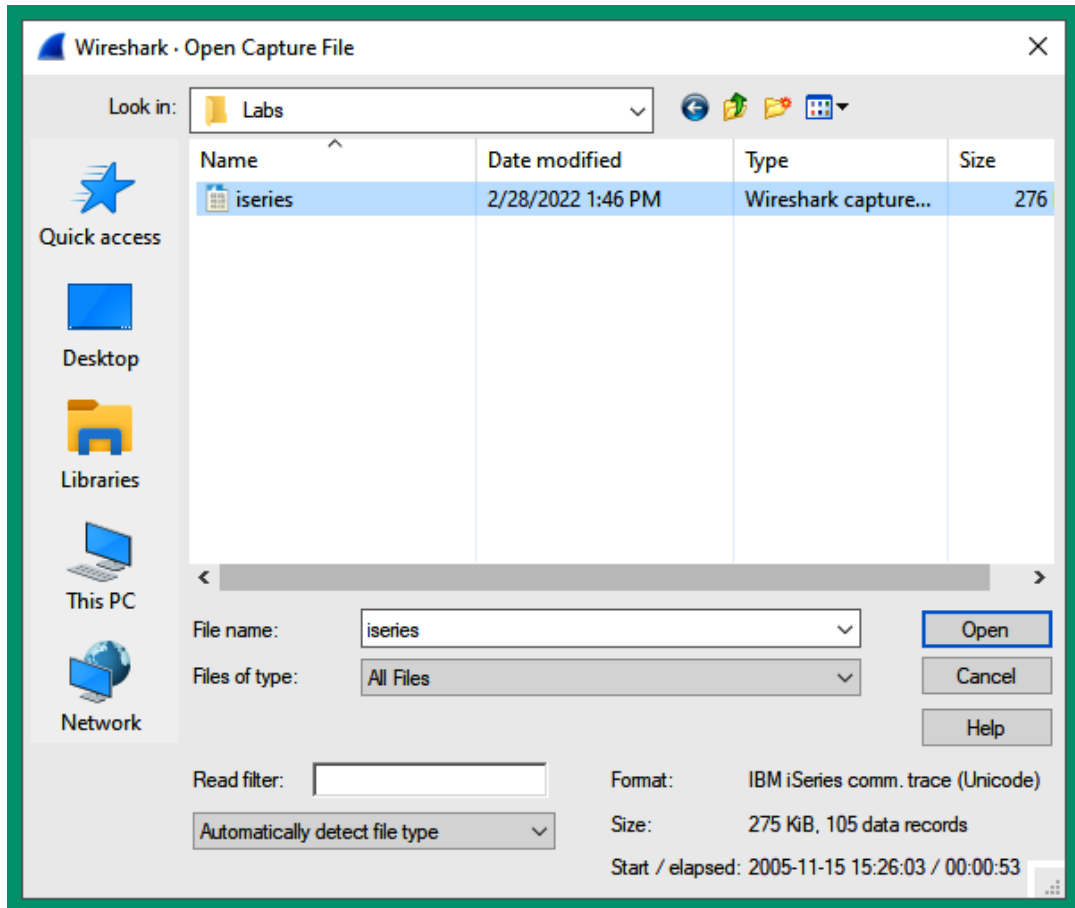 Wireshark · Open Capture File
Look in: Labs
Name Date modified Type Size
iseries 2/28/2022 1:46 PM Wireshark capture... 276
Quick access
Desktop
Libraries
This PC
Network
File name: iseries Open
Files of type: All Files Cancel
Help
Read filter: Format: IBM iSeries comm. trace (Unicode)
Automatically detect file type Size: 275 KiB, 105 data records
Start / elapsed: 2005-11-15 15:26:03 / 00:00:53